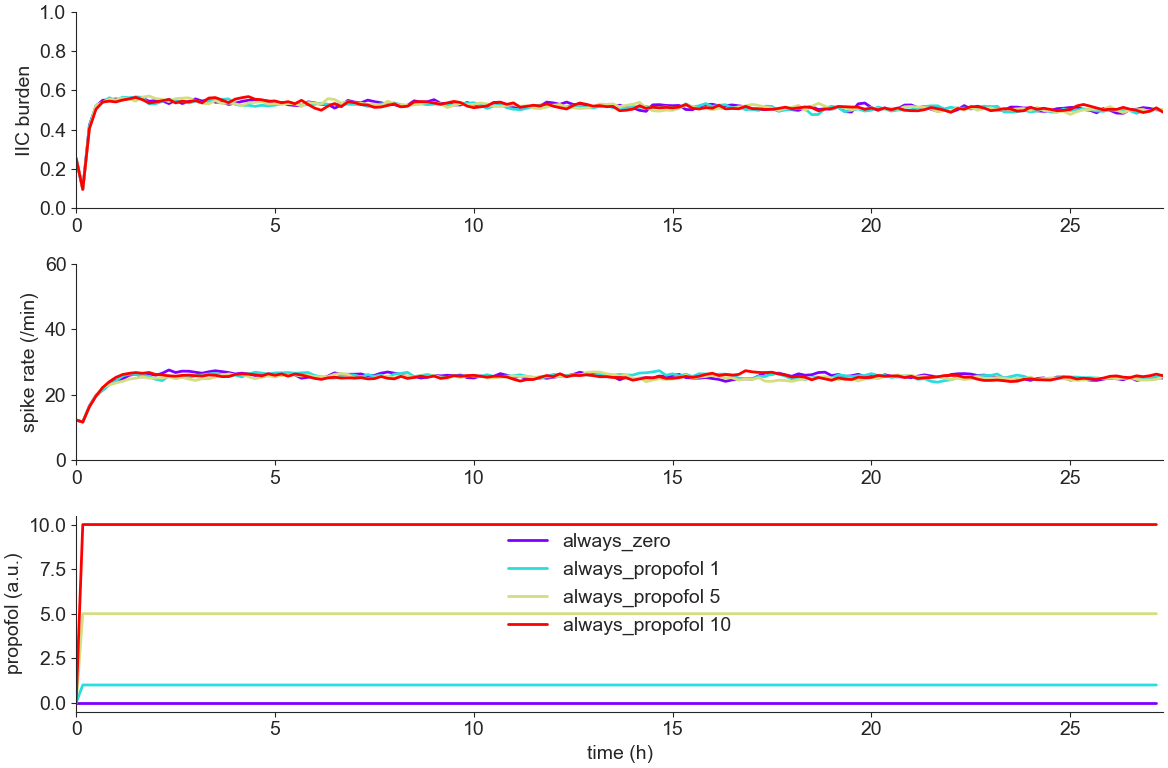 1.0
0.8
0.6
0.4
0.2
0.0
IIC burden
0 5 10 15 20 25
60
40
20
0
spike rate (/min)
0 5 10 15 20 25
10.0
7.5
5.0
2.5
0.0
propofol (a.u.)
always_zero
always_propofol 1
always_propofol 5
always_propofol 10
0 5 10 15 20 25
time (h)